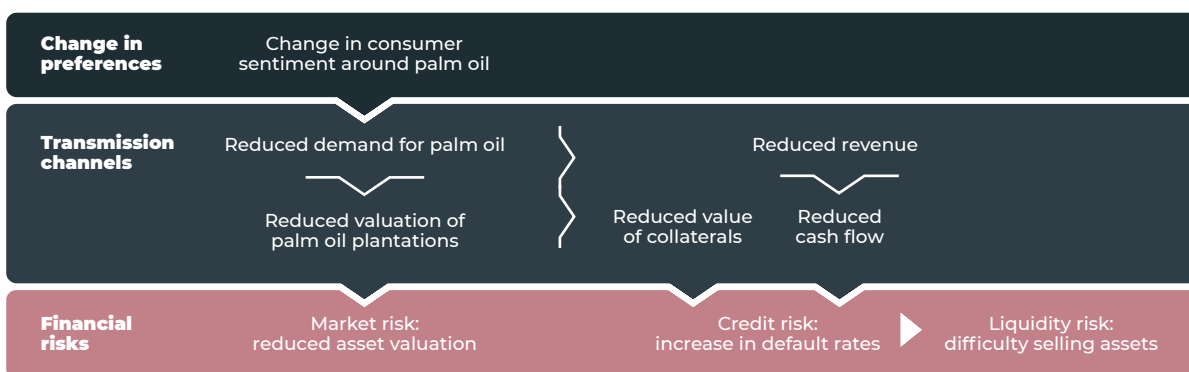 Change in
preferences
Change in consumer
sentiment around palm oil
Transmission
channels
Reduced demand for palm oil
Reduced valuation of
palm oil plantations
Reduced revenue
Reduced value
of collaterals
Reduced
cash flow
Financial
risks
Market risk:
reduced asset valuation
Credit risk:
increase in default rates
Liquidity risk:
difficulty selling assets